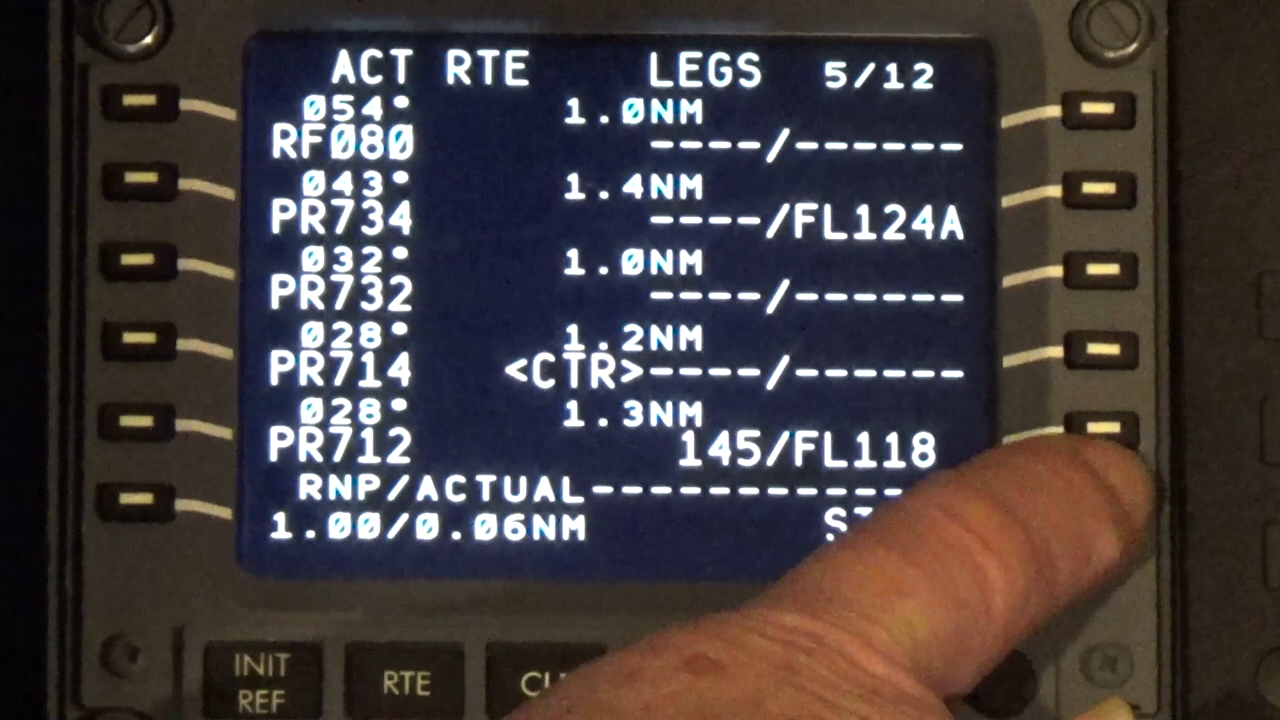 ACT RTE LEGS 5/12
054° 1.0NM
RF080 ----/------
043° 1.4NM
PR734 ----/FL124A
032° 1.0NM
PR732 ----/------
028° 1.2NM
PR714 <CTR>----/------
028° 1.3NM
PR712 145/FL118
RNP/ACTUAL-----------
1.00/0.06NM
INIT REF
RTE